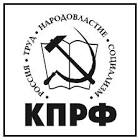 РОССИЯ · ТРУД · НАРОДОВЛАСТИЕ · СОЦИАЛИЗМ
КПРФ